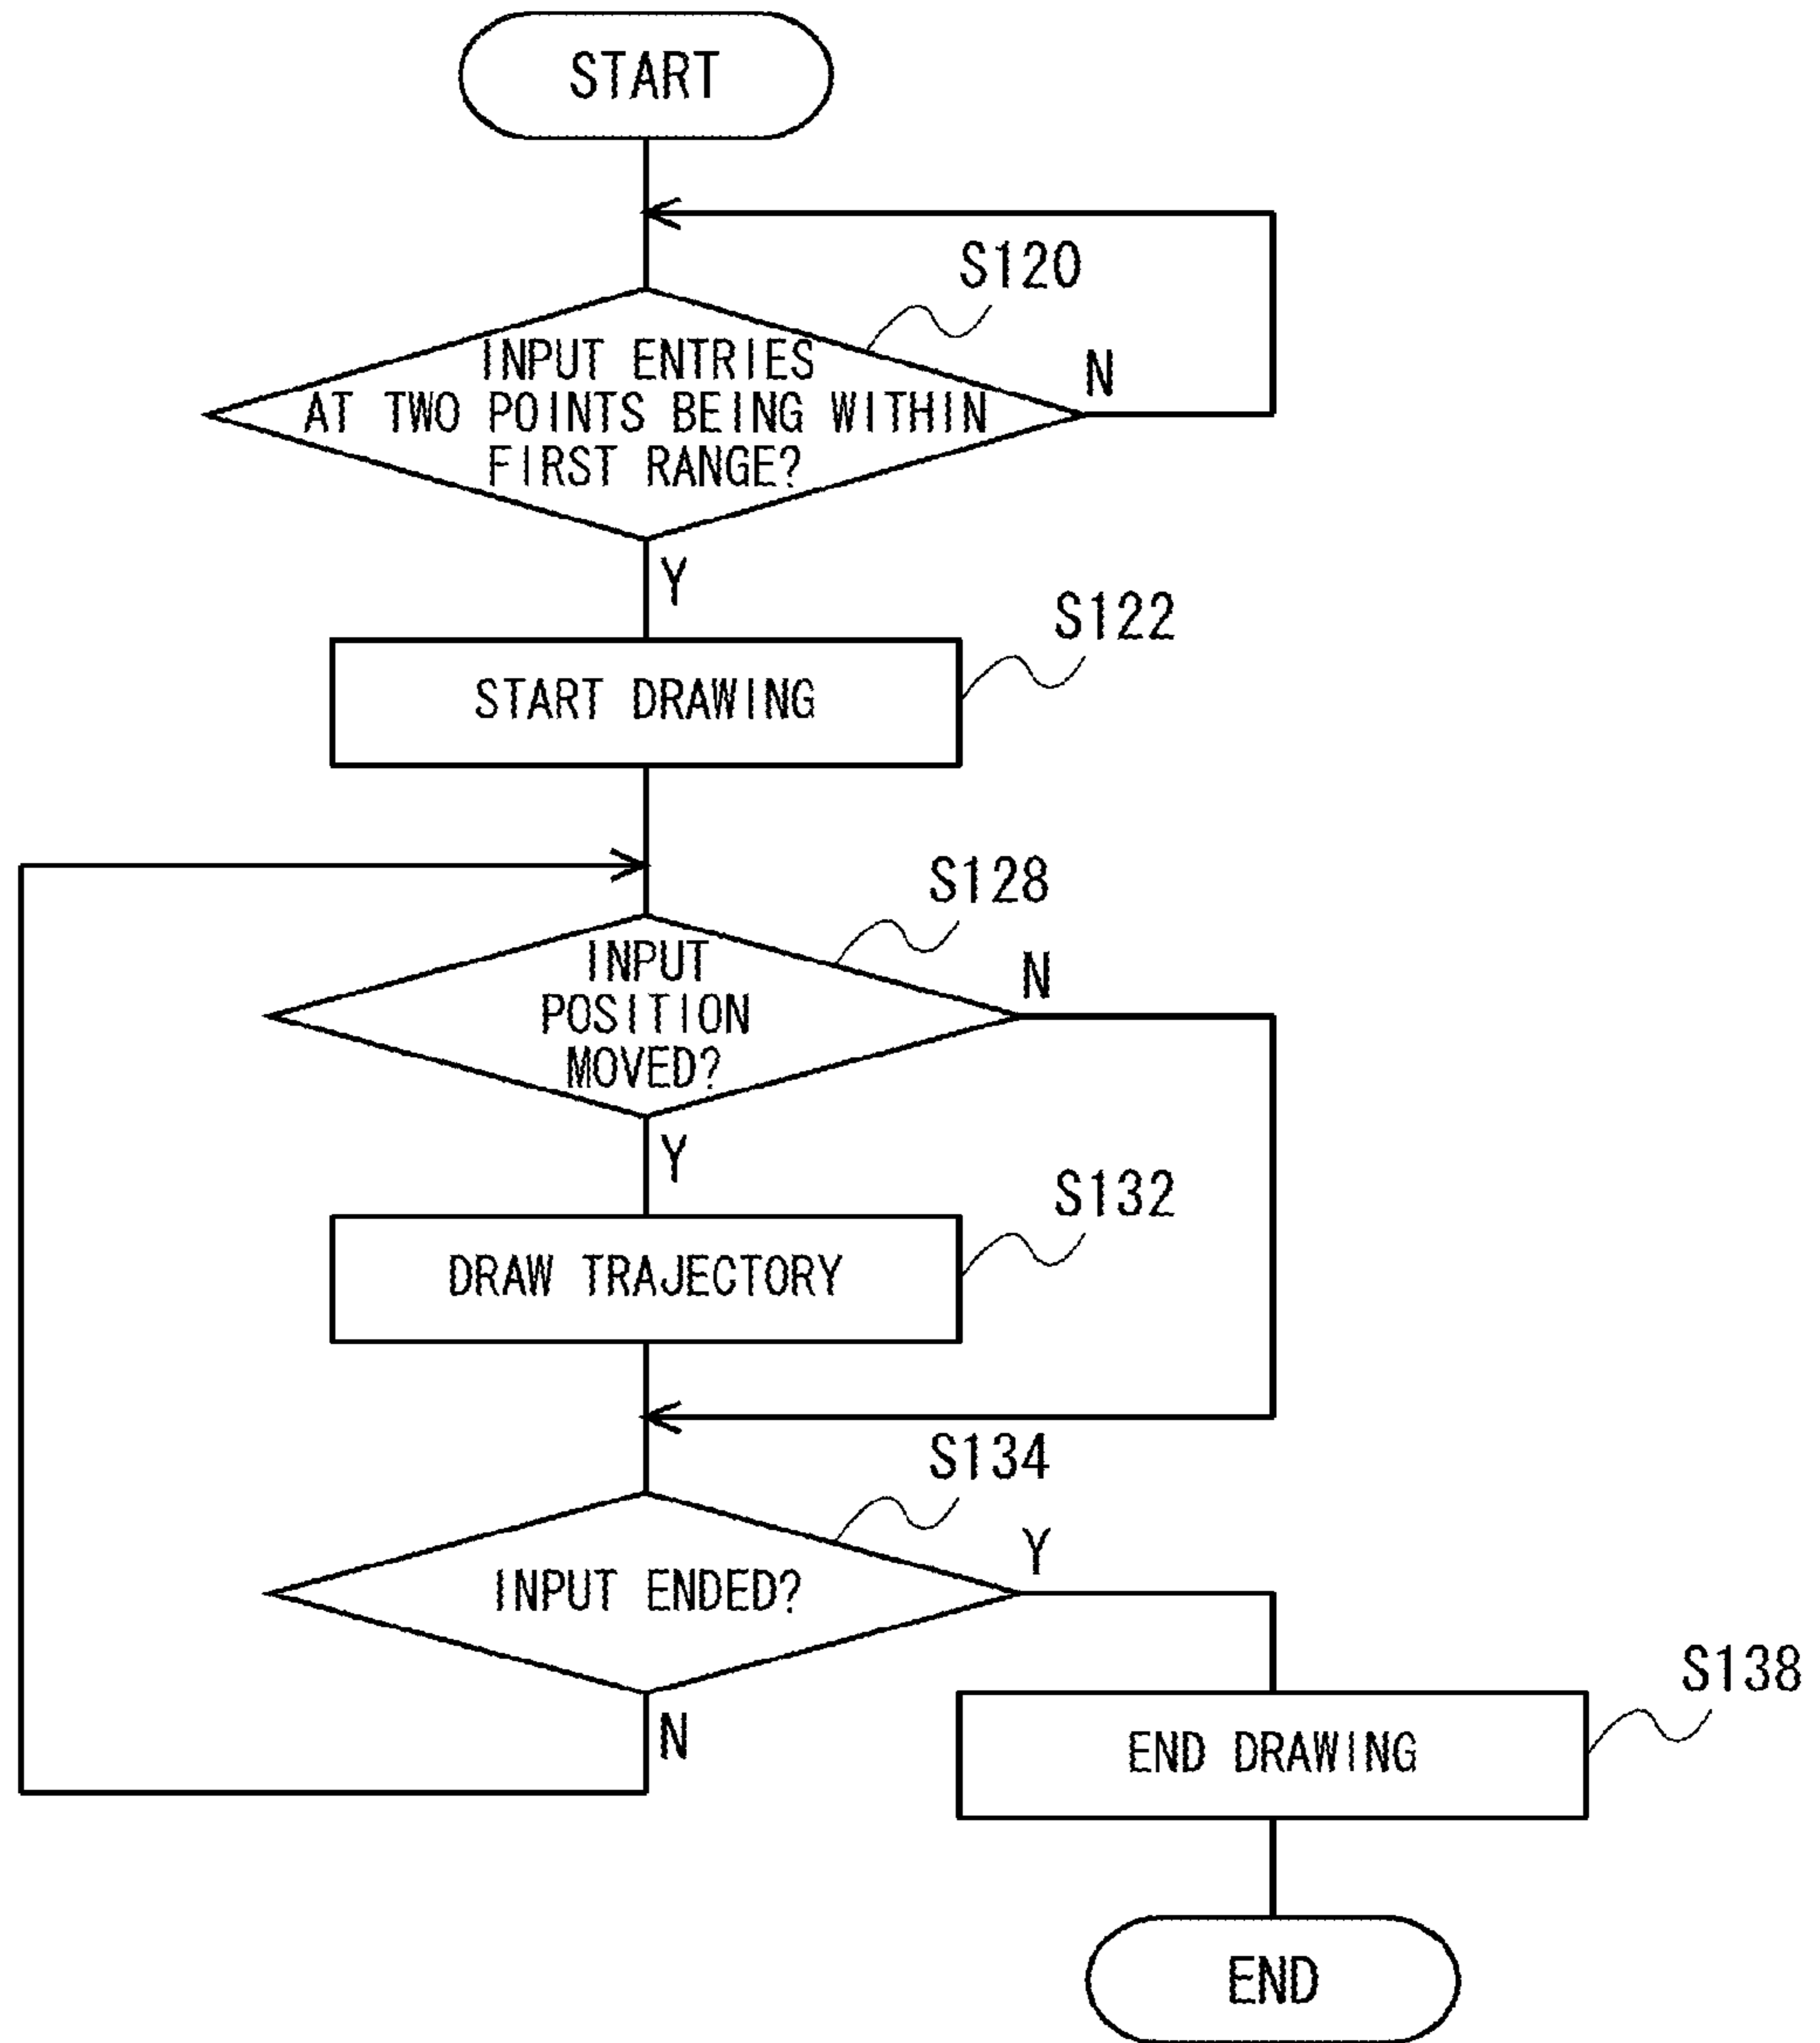 START
S120
INPUT ENTRIES
AT TWO POINTS BEING WITHIN
FIRST RANGE?
N
Y
S122
START DRAWING
S128
INPUT
POSITION
MOVED?
N
Y
S132
DRAW TRAJECTORY
S134
INPUT ENDED?
Y
N
S138
END DRAWING
END